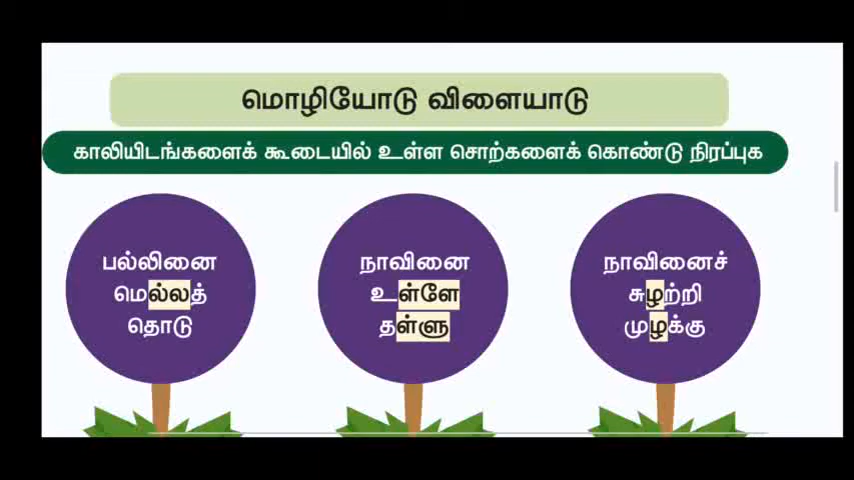 மொழியோடு விளையாடு
காலியிடங்களைக் கூடையில் உள்ள சொற்களைக் கொண்டு நிரப்புக
பல்லினை
மெல்லத்
தொடு
நாவினை
உள்ளே
தள்ளு
நாவினைச்
சுழற்றி
முழக்கு